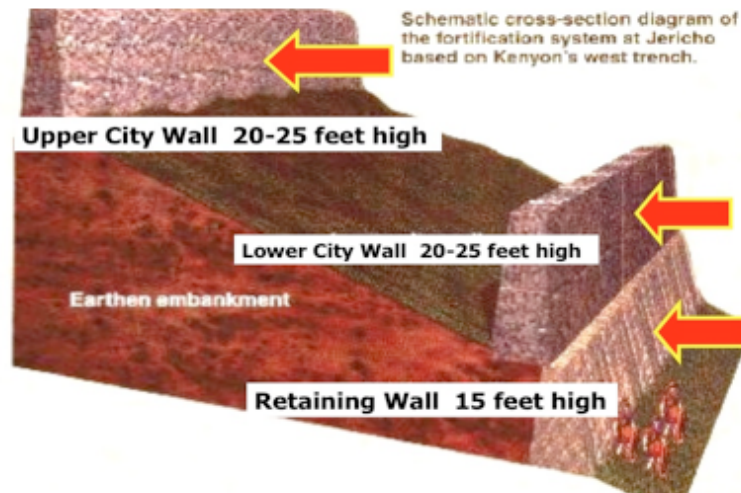 Schematic cross-section diagram of
the fortification system at Jericho
based on Kenyon's west trench.
Upper City Wall 20-25 feet high
Lower City Wall 20-25 feet high
Earthen embankment
Retaining Wall 15 feet high